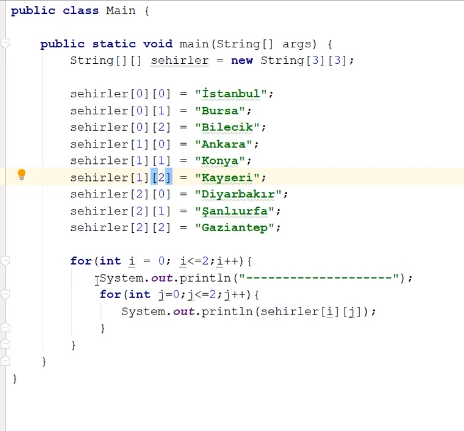 public class Main {
public static void main(String[] args) {
String[][] sehirler = new String[3][3];
sehirler[0][0] = "İstanbul";
sehirler[0][1] = "Bursa";
sehirler[0][2] = "Bilecik";
sehirler[1][0] = "Ankara";
sehirler[1][1] = "Konya";
sehirler[1][2] = "Kayseri";
sehirler[2][0] = "Diyarbakır";
sehirler[2][1] = "Şanlıurfa";
sehirler[2][2] = "Gaziantep";
for(int i = 0; i<=2;i++){
System.out.println("--------------------");
for(int j=0;j<=2;j++){
System.out.println(sehirler[i][j]);
}
}
}
}